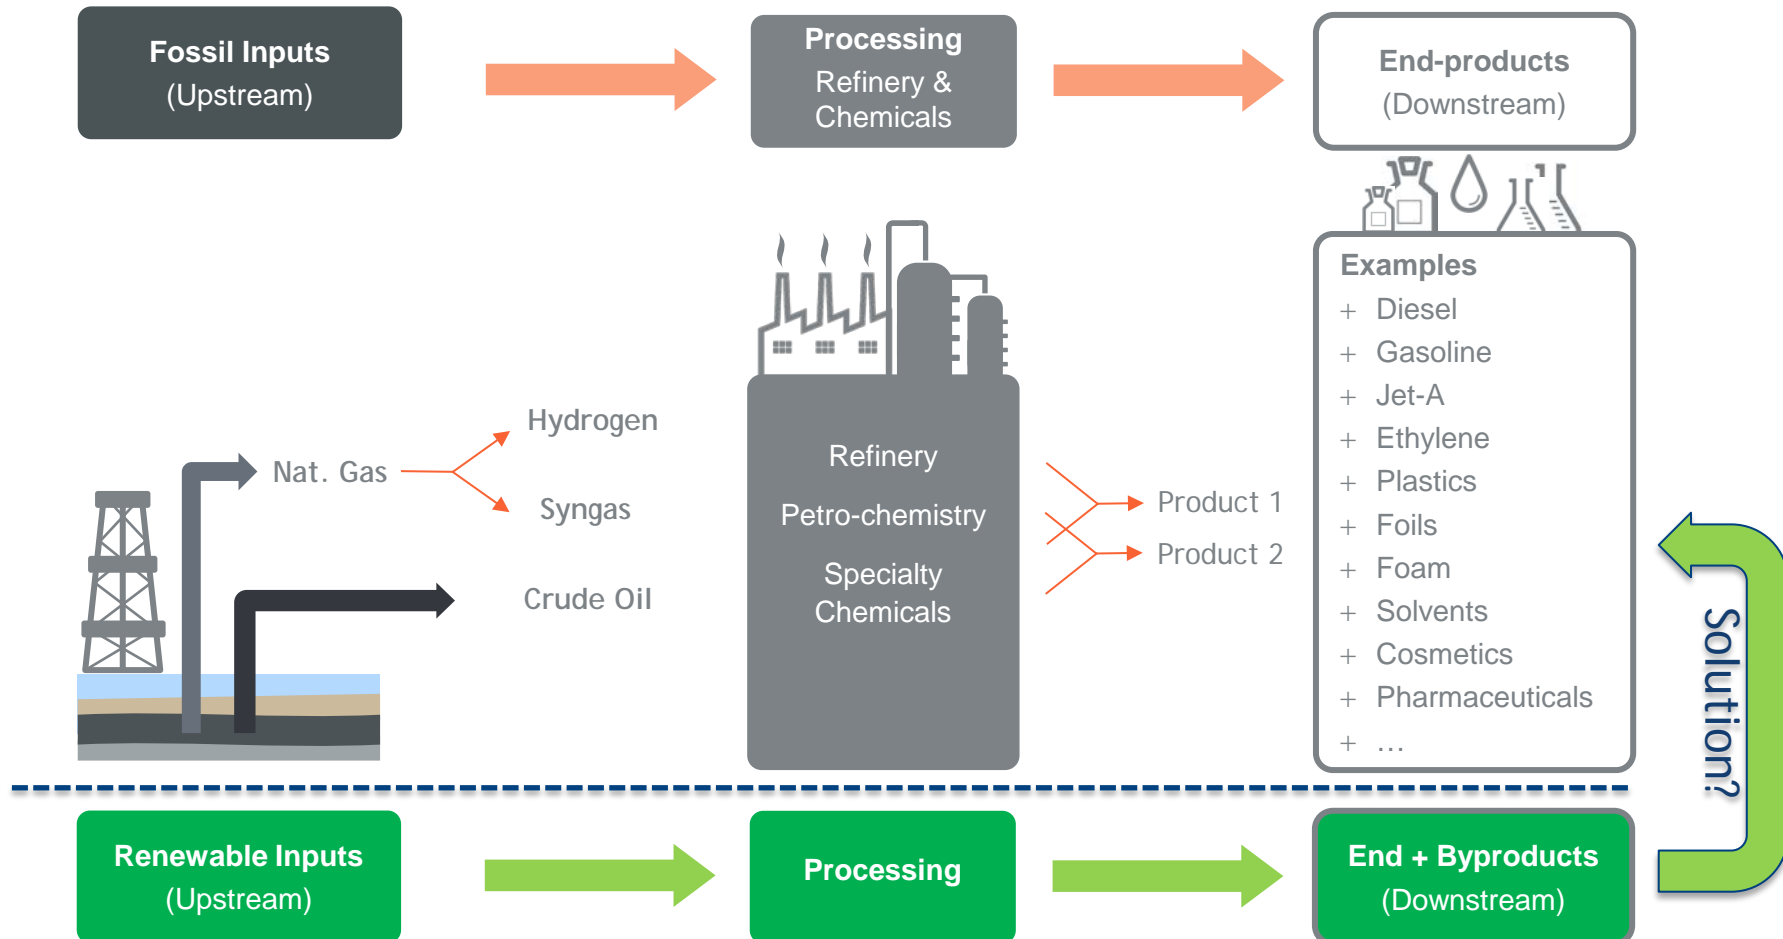 Fossil Inputs
(Upstream)
Processing
Refinery &
Chemicals
End-products
(Downstream)
Hydrogen
Nat. Gas
Syngas
Crude Oil
Refinery
Petro-chemistry
Specialty
Chemicals
Product 1
Product 2
Examples
+ Diesel
+ Gasoline
+ Jet-A
+ Ethylene
+ Plastics
+ Foils
+ Foam
+ Solvents
+ Cosmetics
+ Pharmaceuticals
+ …
Solution?
Renewable Inputs
(Upstream)
Processing
End + Byproducts
(Downstream)